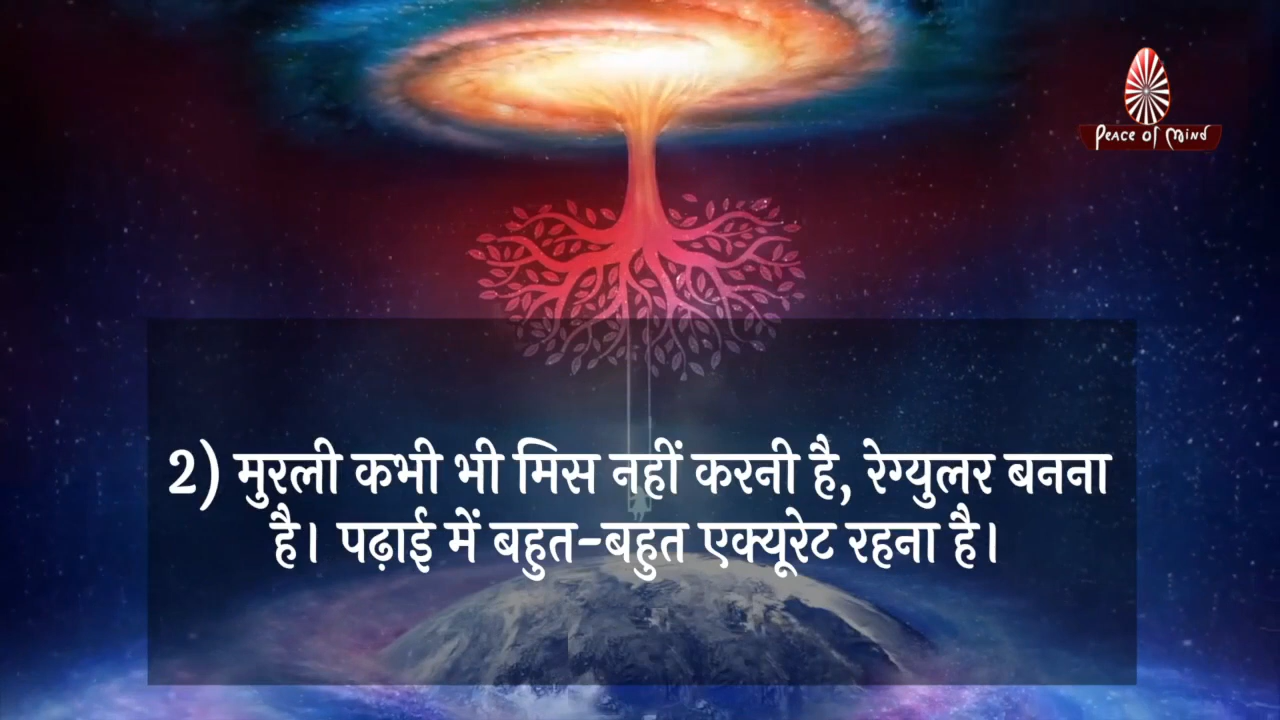 Peace of Mind
2) मुरली कभी भी मिस नहीं करनी है, रेग्युलर बनना
है। पढ़ाई में बहुत-बहुत एक्यूरेट रहना है।